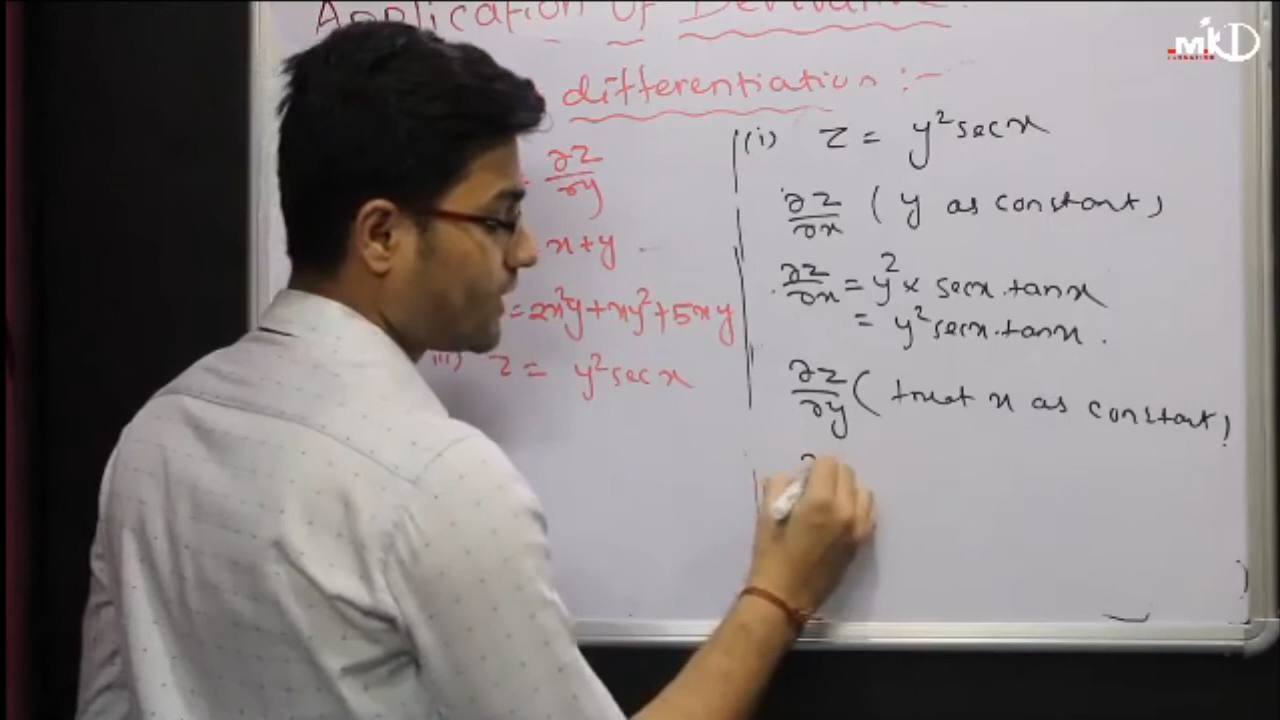 Application of Derivative.
differentiation :-
∂z/∂y
x+y
= 2x²y + xy² + 5xy
(iii) z = y² sec x
(i) z = y² sec x
∂z/∂x ( y as constant)
∂z/∂x = y² × sec x . tan x
= y² sec x . tan x .
∂z/∂y ( treat x as constant)
MKD